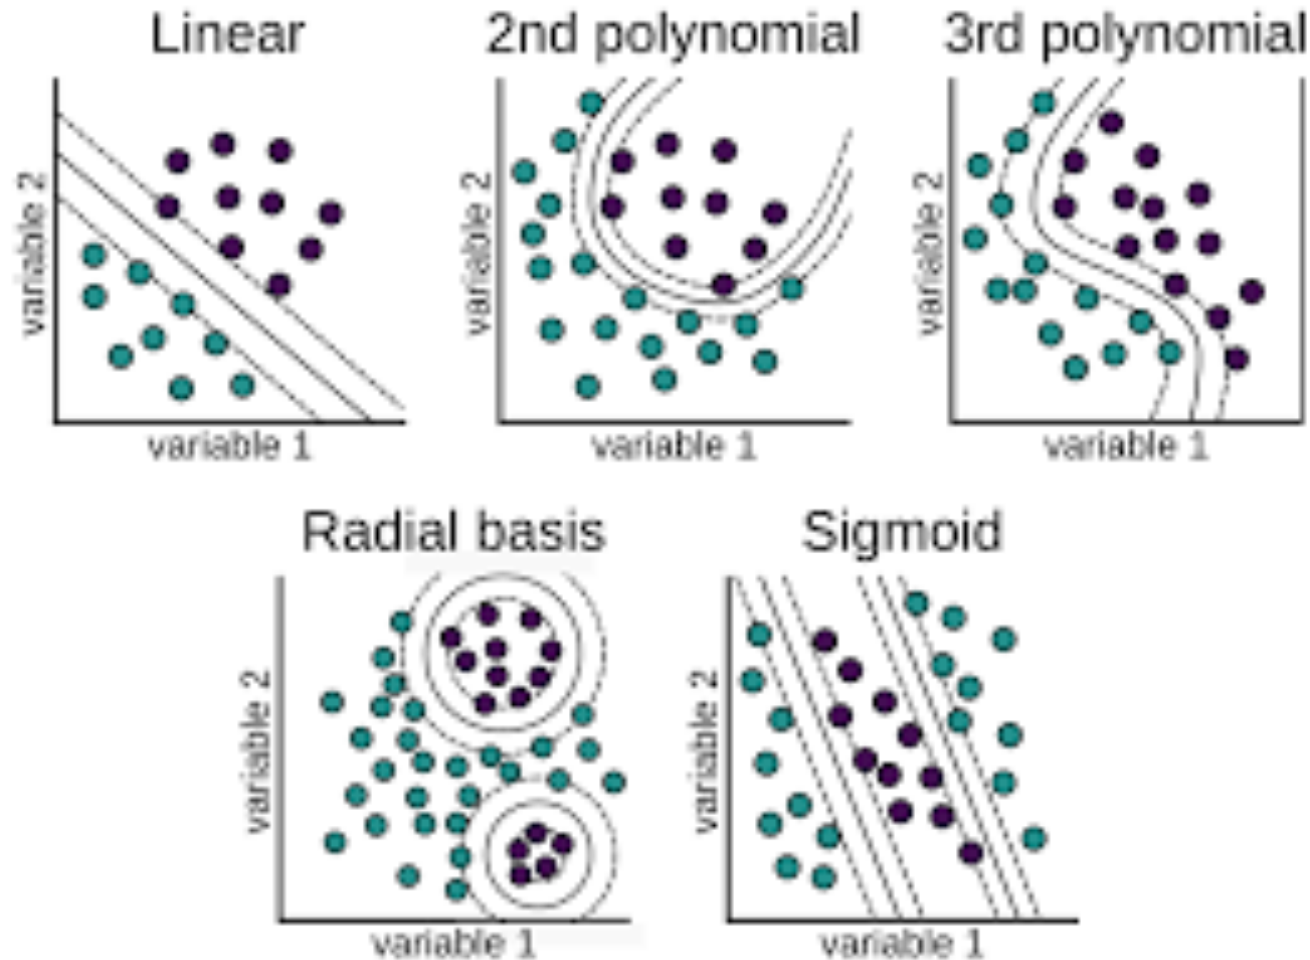 Linear
2nd polynomial
3rd polynomial
variable 2
variable 1
variable 2
variable 1
variable 2
variable 1
Radial basis
Sigmoid
variable 2
variable 1
variable 2
variable 1